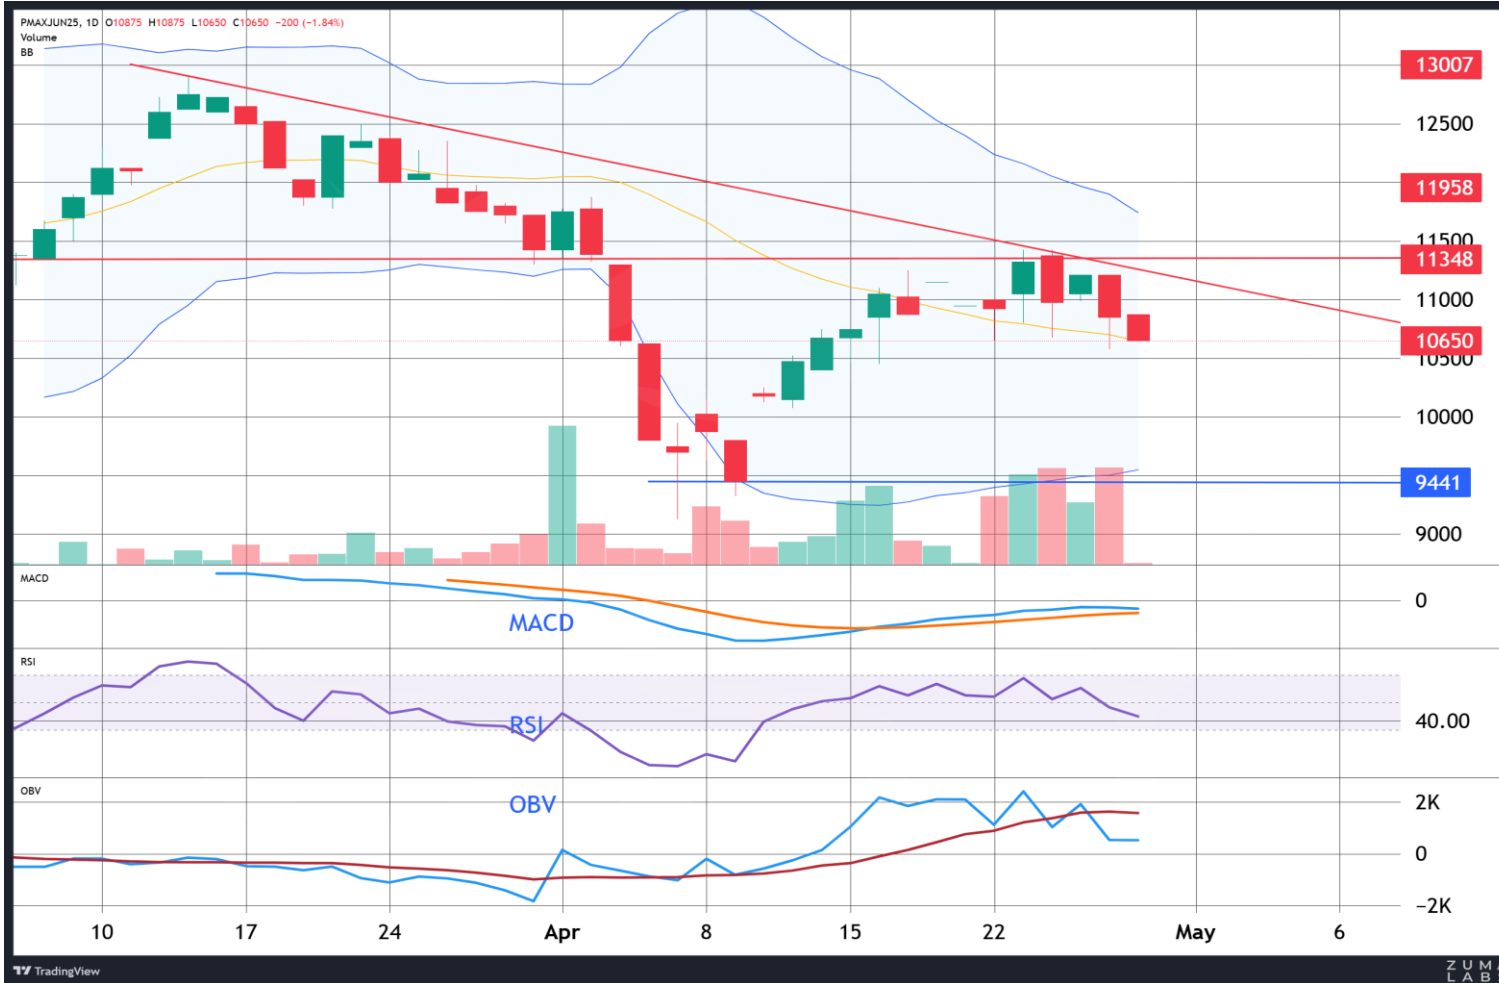 PMAXJUN25, 1D O10875 H10875 L10650 C10650 −200 (−1.84%)
Volume
BB
13007
12500
11958
11500
11348
11000
10650
10500
10000
9441
9000
MACD
0
MACD
RSI
RSI
40.00
OBV
OBV
2K
0
−2K
10 17 24 Apr 8 15 22 May 6
TradingView
ZUM
LAB